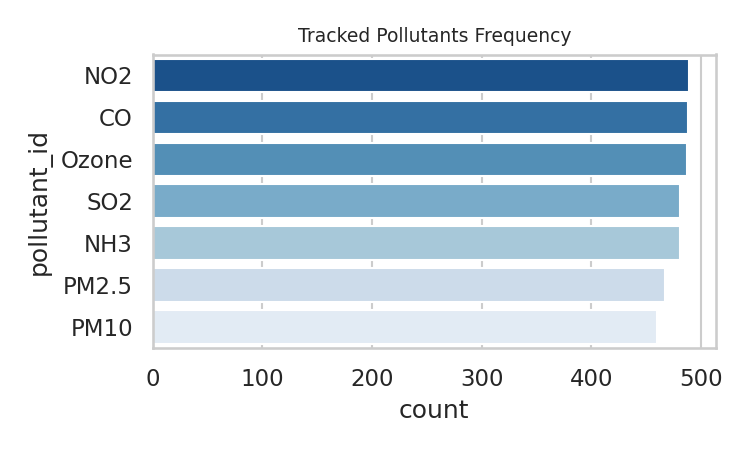 Tracked Pollutants Frequency
pollutant_id
NO2
CO
Ozone
SO2
NH3
PM2.5
PM10
0 100 200 300 400 500
count